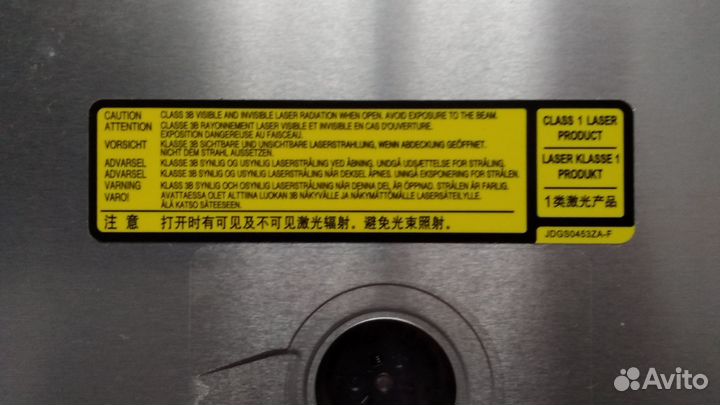 CAUTION CLASS 3B VISIBLE AND INVISIBLE LASER RADIATION WHEN OPEN. AVOID EXPOSURE TO THE BEAM.
ATTENTION CLASSE 3B RAYONNEMENT LASER VISIBLE ET INVISIBLE EN CAS D'OUVERTURE.
EXPOSITION DANGEREUSE AU FAISCEAU.
VORSICHT KLASSE 3B SICHTBARE UND UNSICHTBARE LASERSTRAHLUNG, WENN ABDECKUNG GEÖFFNET.
NICHT DEM STRAHL AUSSETZEN.
ADVARSEL KLASSE 3B SYNLIG OG USYNLIG LASERSTRÅLING VED ÅBNING. UNDGÅ UDSÆTTELSE FOR STRÅLING.
ADVARSEL KLASSE 3B SYNLIG OG USYNLIG LASERSTRÅLING NÅR DEKSEL ÅPNES. UNNGÅ EKSPONERING FOR STRÅLEN.
VARNING KLASS 3B SYNLIG OCH OSYNLIG LASERSTRÅLNING NÄR DENNA DEL ÄR ÖPPNAD. STRÅLEN ÄR FARLIG.
VARO! AVATTAESSA OLET ALTTIINA LUOKAN 3B NÄKYVÄLLE JA NÄKYMÄTTÖMÄLLE LASERSÄTEILYLLE.
ÄLÄ KATSO SÄTEESEEN.
注意 打开时有可见及不可见激光辐射。避免光束照射。
CLASS 1 LASER
PRODUCT
LASER KLASSE 1
PRODUKT
1类激光产品
JDGS0453ZA-F
Avito